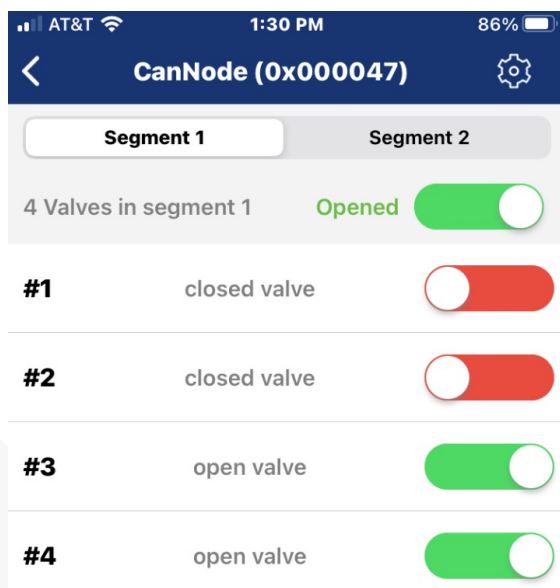 AT&T 1:30 PM 86%
CanNode (0x000047)
Segment 1 Segment 2
4 Valves in segment 1 Opened
#1 closed valve
#2 closed valve
#3 open valve
#4 open valve